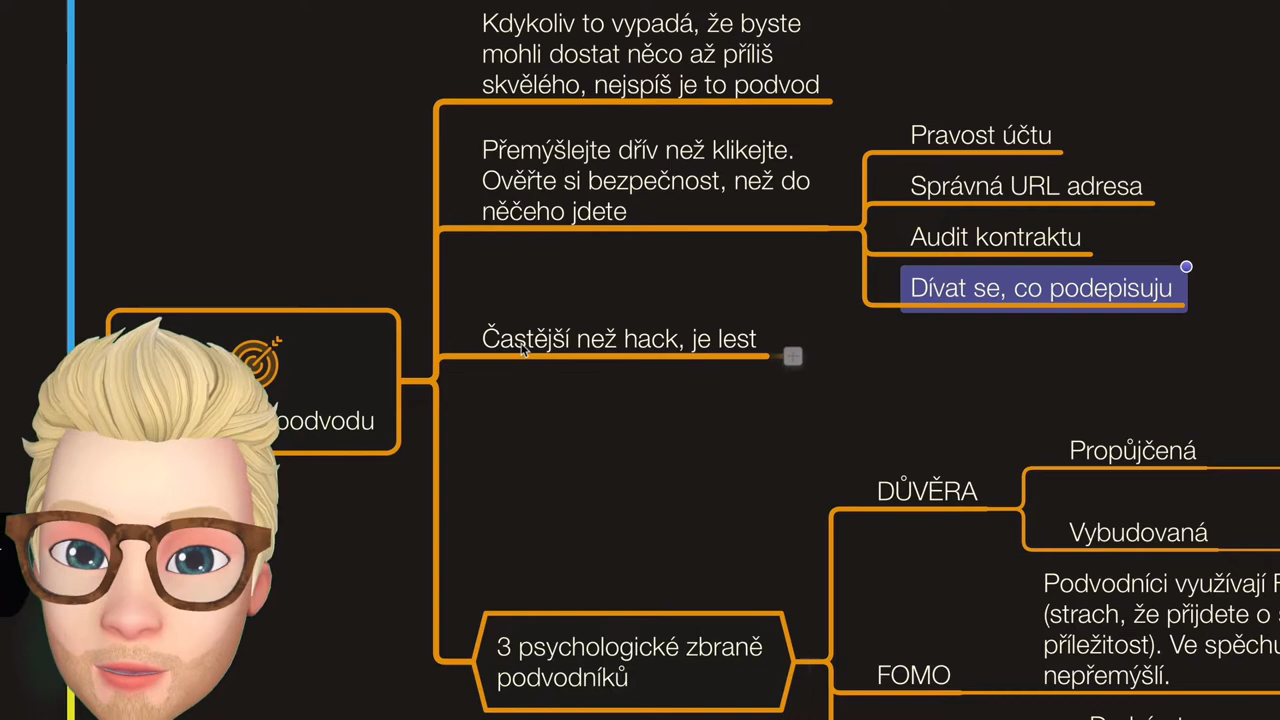 Kdykoliv to vypadá, že byste
mohli dostat něco až příliš
skvělého, nejspíš je to podvod
Přemýšlejte dřív než klikejte.
Ověřte si bezpečnost, než do
něčeho jdete
Pravost účtu
Správná URL adresa
Audit kontraktu
Dívat se, co podepisuju
Častější než hack, je lest
podvodu
3 psychologické zbraně
podvodníků
DŮVĚRA
Propůjčená
Vybudovaná
FOMO
Podvodníci využívají
(strach, že přijdete o
příležitost). Ve spěchu
nepřemýšlí.